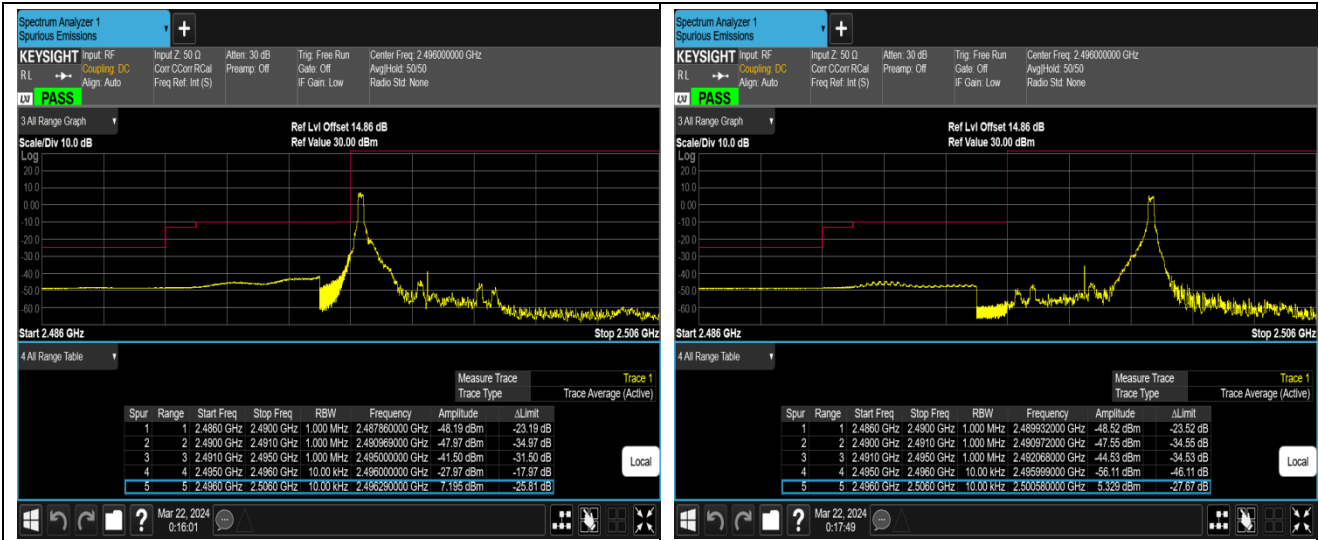 Spectrum Analyzer 1
Spurious Emissions
+
KEYSIGHT Input: RF Input Z: 50 Ω Atten: 30 dB Trig: Free Run Center Freq: 2.496000000 GHz
RL Coupling: DC Corr CCorr RCal Preamp: Off Gate: Off Avg|Hold: 50/50
Align: Auto Freq Ref: Int (S) IF Gain: Low Radio Std: None
LXI PASS
3 All Range Graph
Ref Lvl Offset 14.86 dB
Scale/Div 10.0 dB Ref Value 30.00 dBm
Log
20.0
10.0
0.00
-10.0
-20.0
-30.0
-40.0
-50.0
-60.0
Start 2.486 GHz Stop 2.506 GHz
4 All Range Table
Measure Trace Trace 1
Trace Type Trace Average (Active)
Spur Range Start Freq Stop Freq RBW Frequency Amplitude ΔLimit
1 1 2.4860 GHz 2.4900 GHz 1.000 MHz 2.487860000 GHz -48.19 dBm -23.19 dB
2 2 2.4900 GHz 2.4910 GHz 1.000 MHz 2.490969000 GHz -47.97 dBm -34.97 dB
3 3 2.4910 GHz 2.4950 GHz 1.000 MHz 2.495000000 GHz -41.50 dBm -31.50 dB
4 4 2.4950 GHz 2.4960 GHz 10.00 kHz 2.496000000 GHz -27.97 dBm -17.97 dB
5 5 2.4960 GHz 2.5060 GHz 10.00 kHz 2.496290000 GHz 7.195 dBm -25.81 dB
Local
?
Mar 22, 2024
0:16:01
Spectrum Analyzer 1
Spurious Emissions
+
KEYSIGHT Input: RF Input Z: 50 Ω Atten: 30 dB Trig: Free Run Center Freq: 2.496000000 GHz
RL Coupling: DC Corr CCorr RCal Preamp: Off Gate: Off Avg|Hold: 50/50
Align: Auto Freq Ref: Int (S) IF Gain: Low Radio Std: None
LXI PASS
3 All Range Graph
Ref Lvl Offset 14.86 dB
Scale/Div 10.0 dB Ref Value 30.00 dBm
Log
20.0
10.0
0.00
-10.0
-20.0
-30.0
-40.0
-50.0
-60.0
Start 2.486 GHz Stop 2.506 GHz
4 All Range Table
Measure Trace Trace 1
Trace Type Trace Average (Active)
Spur Range Start Freq Stop Freq RBW Frequency Amplitude ΔLimit
1 1 2.4860 GHz 2.4900 GHz 1.000 MHz 2.489932000 GHz -48.52 dBm -23.52 dB
2 2 2.4900 GHz 2.4910 GHz 1.000 MHz 2.490972000 GHz -47.55 dBm -34.55 dB
3 3 2.4910 GHz 2.4950 GHz 1.000 MHz 2.492068000 GHz -44.53 dBm -34.53 dB
4 4 2.4950 GHz 2.4960 GHz 10.00 kHz 2.495999000 GHz -56.11 dBm -46.11 dB
5 5 2.4960 GHz 2.5060 GHz 10.00 kHz 2.500580000 GHz 5.329 dBm -27.67 dB
Local
?
Mar 22, 2024
0:17:49